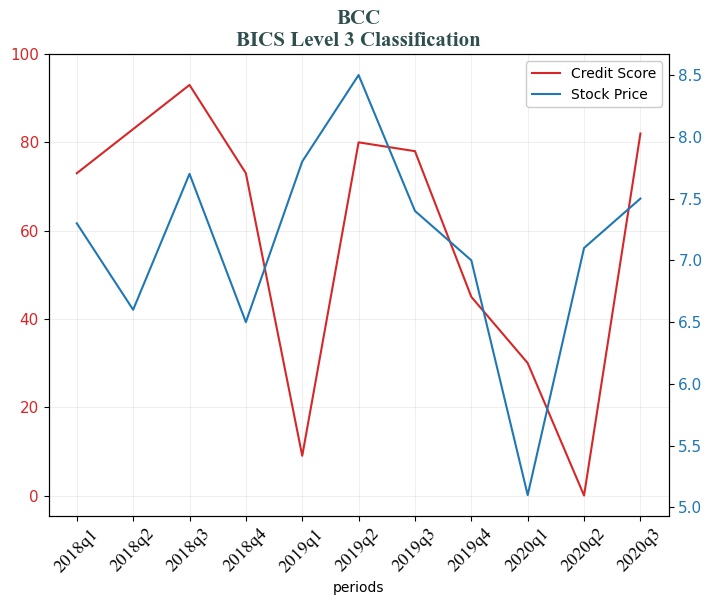 BCC
BICS Level 3 Classification
Credit Score
Stock Price
100
80
60
40
20
0
8.5
8.0
7.5
7.0
6.5
6.0
5.5
5.0
2018q1
2018q2
2018q3
2018q4
2019q1
2019q2
2019q3
2019q4
2020q1
2020q2
2020q3
periods